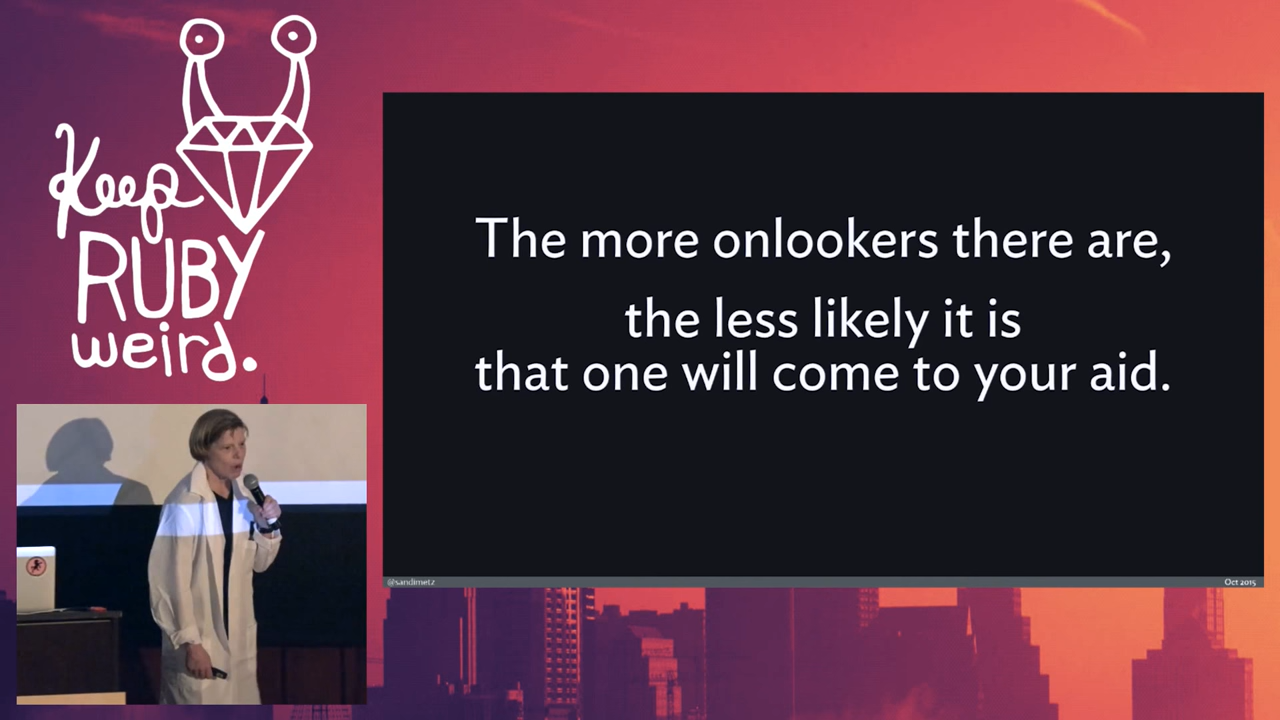 Keep
RUBY
weird.
The more onlookers there are,
the less likely it is
that one will come to your aid.
@sandimetz
Oct 2015